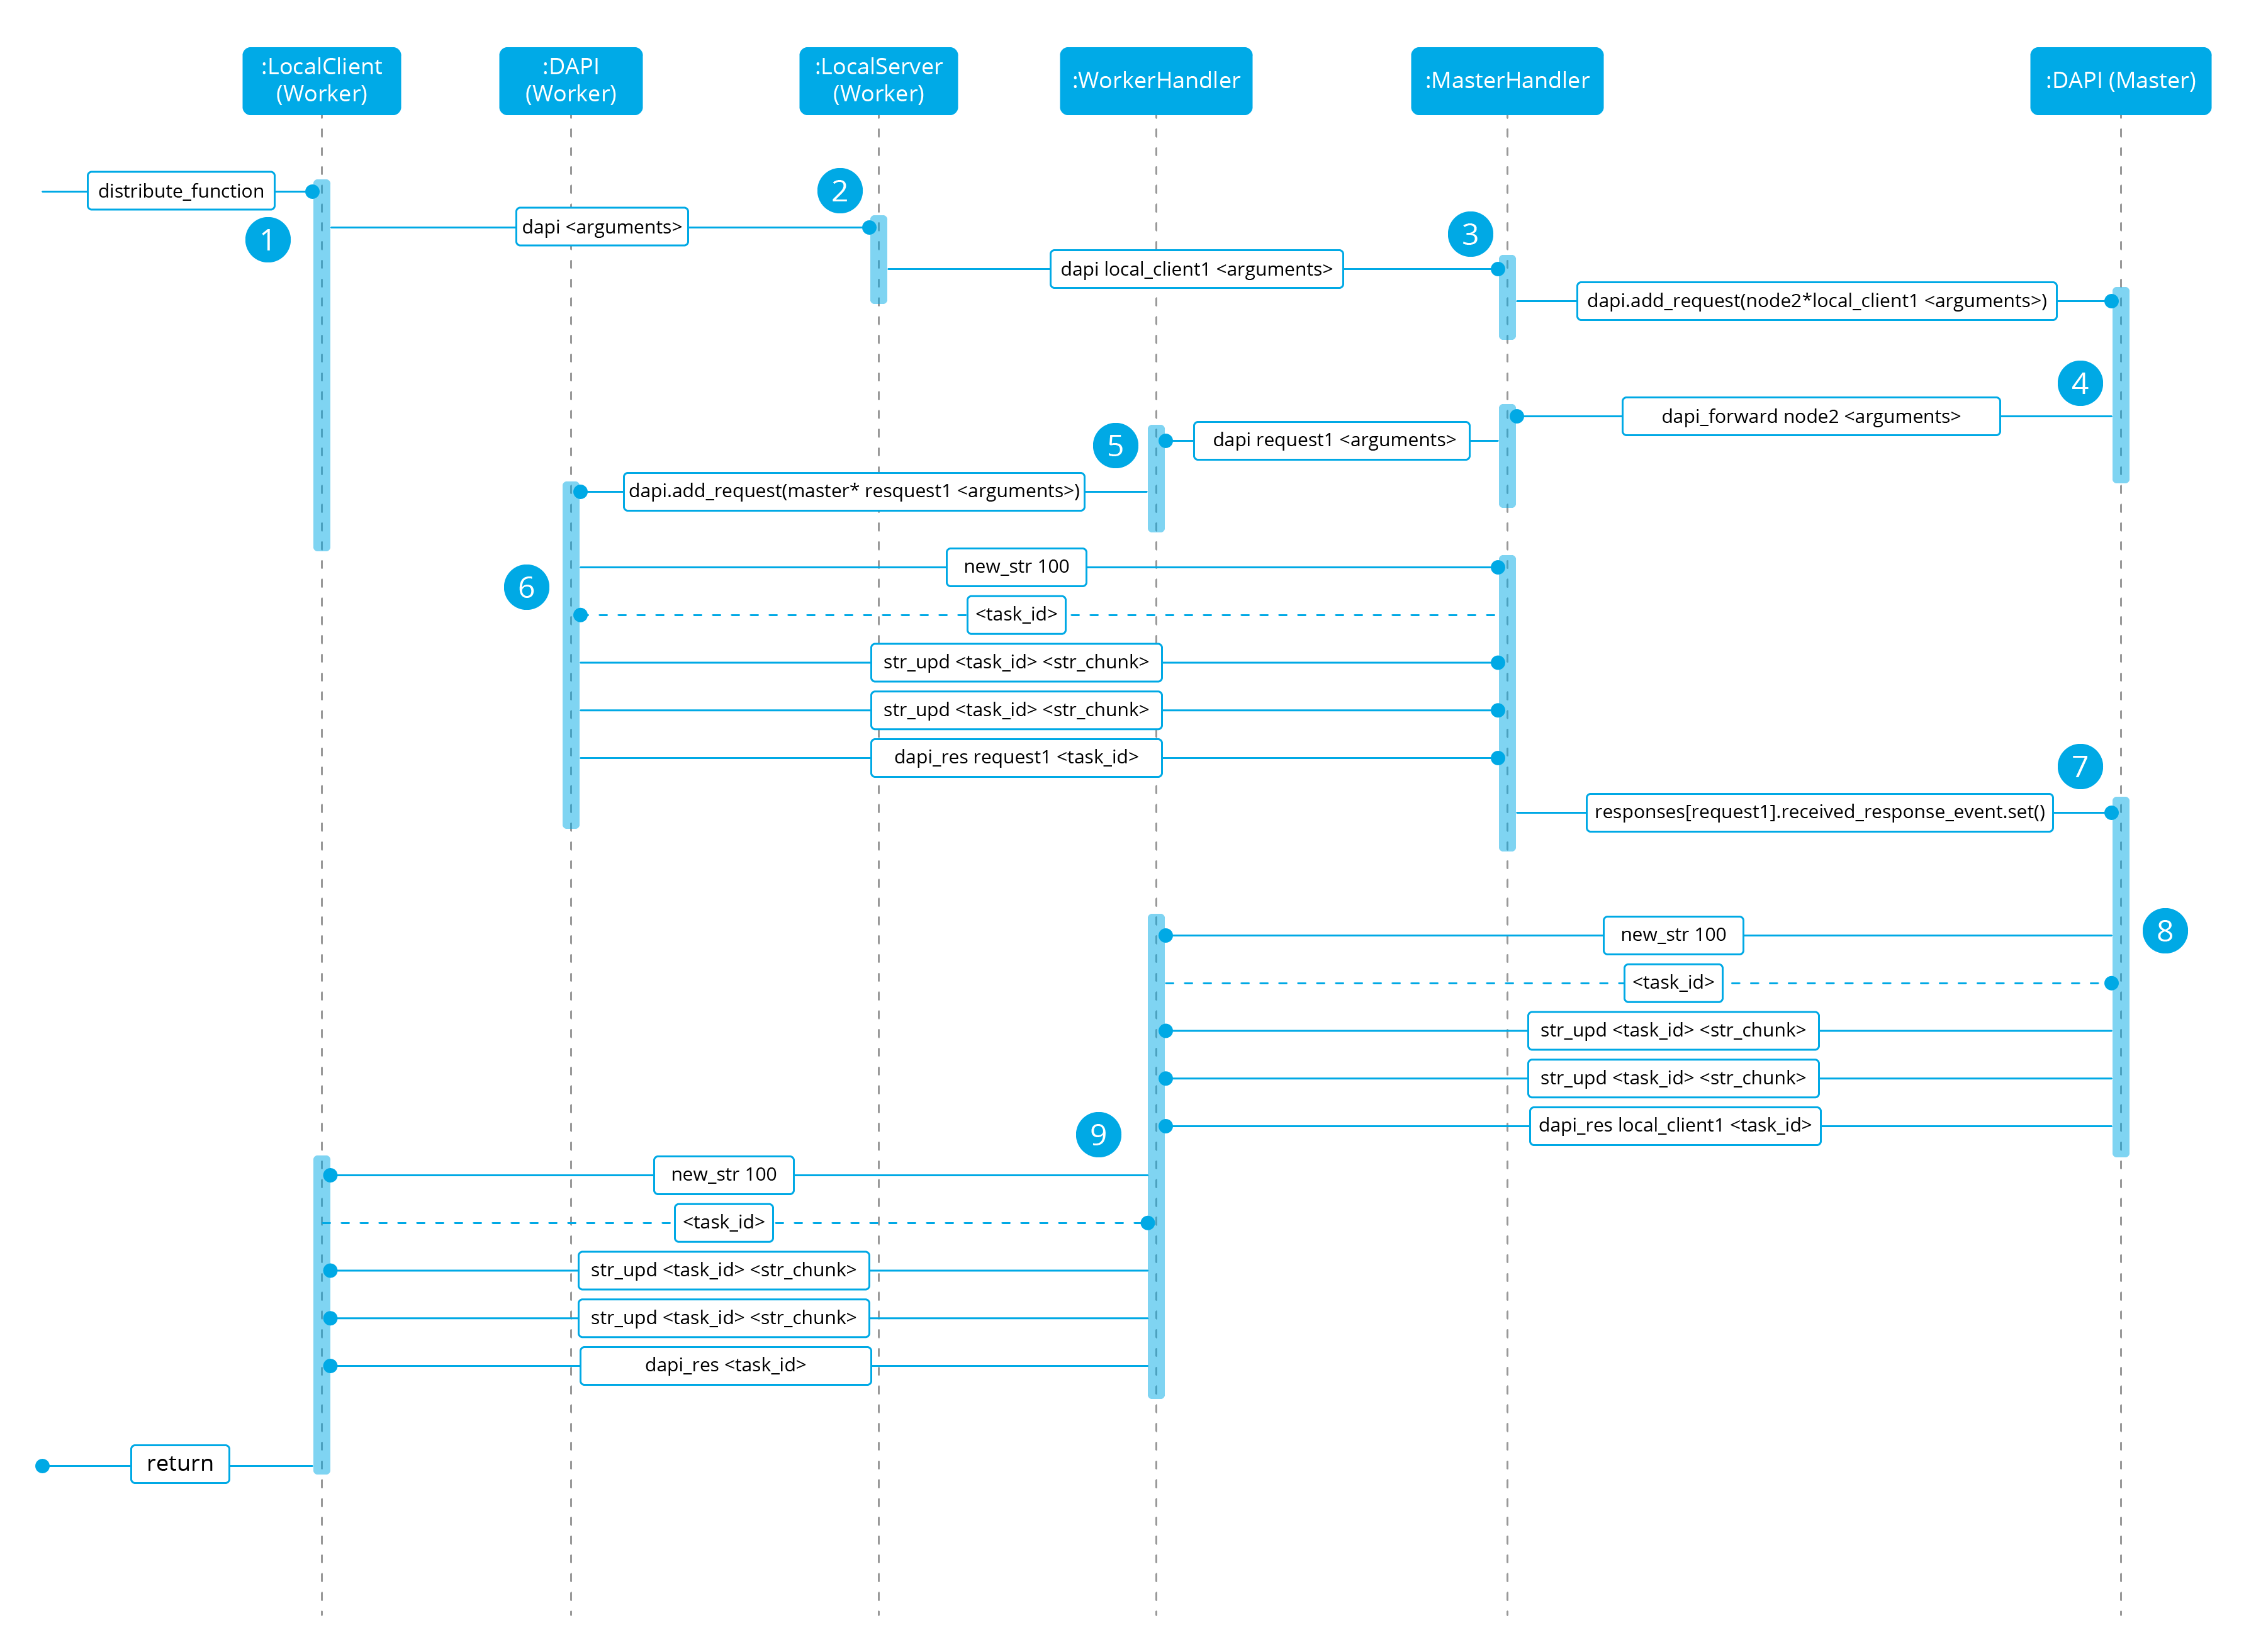 :LocalClient
(Worker)
:DAPI
(Worker)
:LocalServer
(Worker)
:WorkerHandler
:MasterHandler
:DAPI (Master)
distribute_function
1
dapi <arguments>
2
dapi local_client1 <arguments>
3
dapi.add_request(node2*local_client1 <arguments>)
4
dapi_forward node2 <arguments>
dapi request1 <arguments>
5
dapi.add_request(master* resquest1 <arguments>)
new_str 100
6
<task_id>
str_upd <task_id> <str_chunk>
str_upd <task_id> <str_chunk>
dapi_res request1 <task_id>
7
responses[request1].received_response_event.set()
new_str 100
8
<task_id>
str_upd <task_id> <str_chunk>
str_upd <task_id> <str_chunk>
dapi_res local_client1 <task_id>
9
new_str 100
<task_id>
str_upd <task_id> <str_chunk>
str_upd <task_id> <str_chunk>
dapi_res <task_id>
return